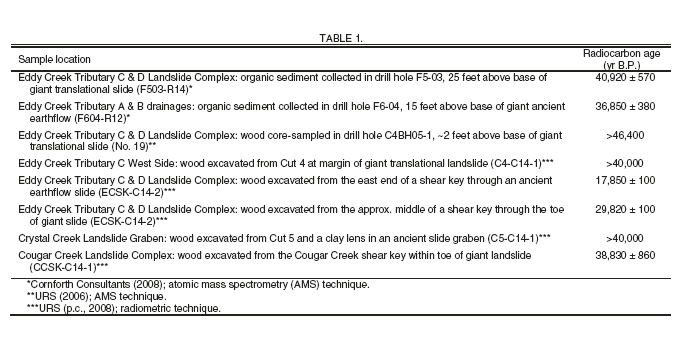 TABLE 1.
Sample location
Radiocarbon age
(yr B.P.)
Eddy Creek Tributary C & D Landslide Complex: organic sediment collected in drill hole F5-03, 25 feet above base of
giant translational slide (F503-R14)*
40,920 ± 570
Eddy Creek Tributary A & B drainages: organic sediment collected in drill hole F6-04, 15 feet above base of giant ancient
earthflow (F604-R12)*
36,850 ± 380
Eddy Creek Tributary C & D Landslide Complex: wood core-sampled in drill hole C4BH05-1, ~2 feet above base of giant
translational slide (No. 19)**
>46,400
Eddy Creek Tributary C West Side: wood excavated from Cut 4 at margin of giant translational landslide (C4-C14-1)***
>40,000
Eddy Creek Tributary C & D Landslide Complex: wood excavated from the east end of a shear key through an ancient
earthflow slide (ECSK-C14-2)***
17,850 ± 100
Eddy Creek Tributary C & D Landslide Complex: wood excavated from the approx. middle of a shear key through the toe
of giant slide (ECSK-C14-2)***
29,820 ± 100
Crystal Creek Landslide Graben: wood excavated from Cut 5 and a clay lens in an ancient slide graben (C5-C14-1)***
>40,000
Cougar Creek Landslide Complex: wood excavated from the Cougar Creek shear key within toe of giant landslide
(CCSK-C14-1)***
38,830 ± 860
*Cornforth Consultants (2008); atomic mass spectrometry (AMS) technique.
**URS (2006); AMS technique.
***URS (p.c., 2008); radiometric technique.